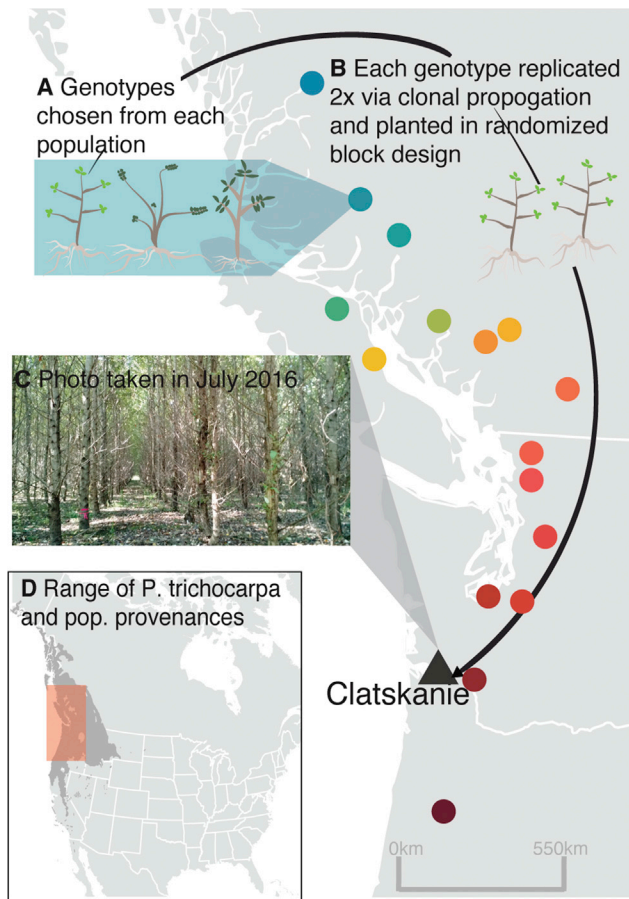 A Genotypes
chosen from each
population
B Each genotype replicated
2x via clonal propogation
and planted in randomized
block design
C Photo taken in July 2016
D Range of P. trichocarpa
and pop. provenances
Clatskanie
0km
550km